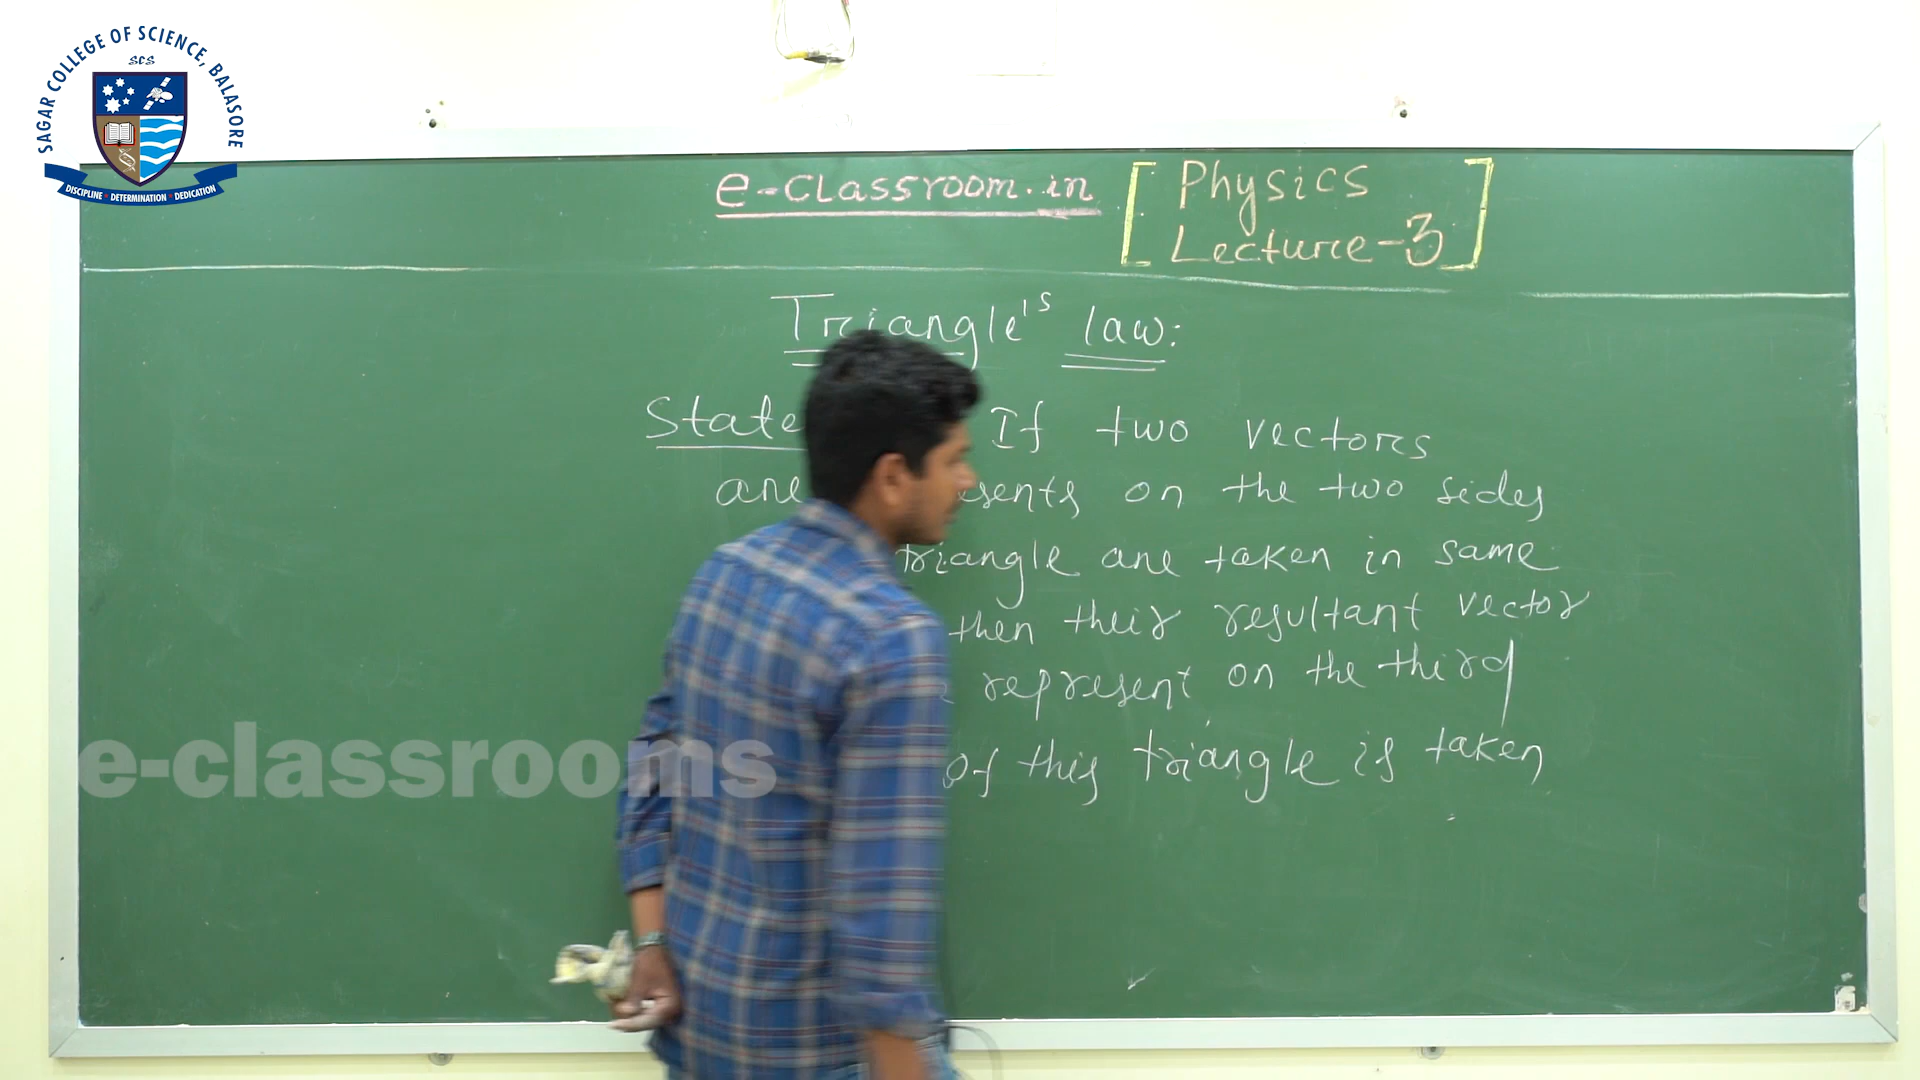 SAGAR COLLEGE OF SCIENCE, BALASORE
SCS
DISCIPLINE • DETERMINATION • DEDICATION
e-classroom.in [Physics
Lecture-3]
Triangle's law:
State If two vectors
are on the two sides
triangle are taken in same
then their resultant vector
represent on the third
of this triangle is taken
e-classrooms